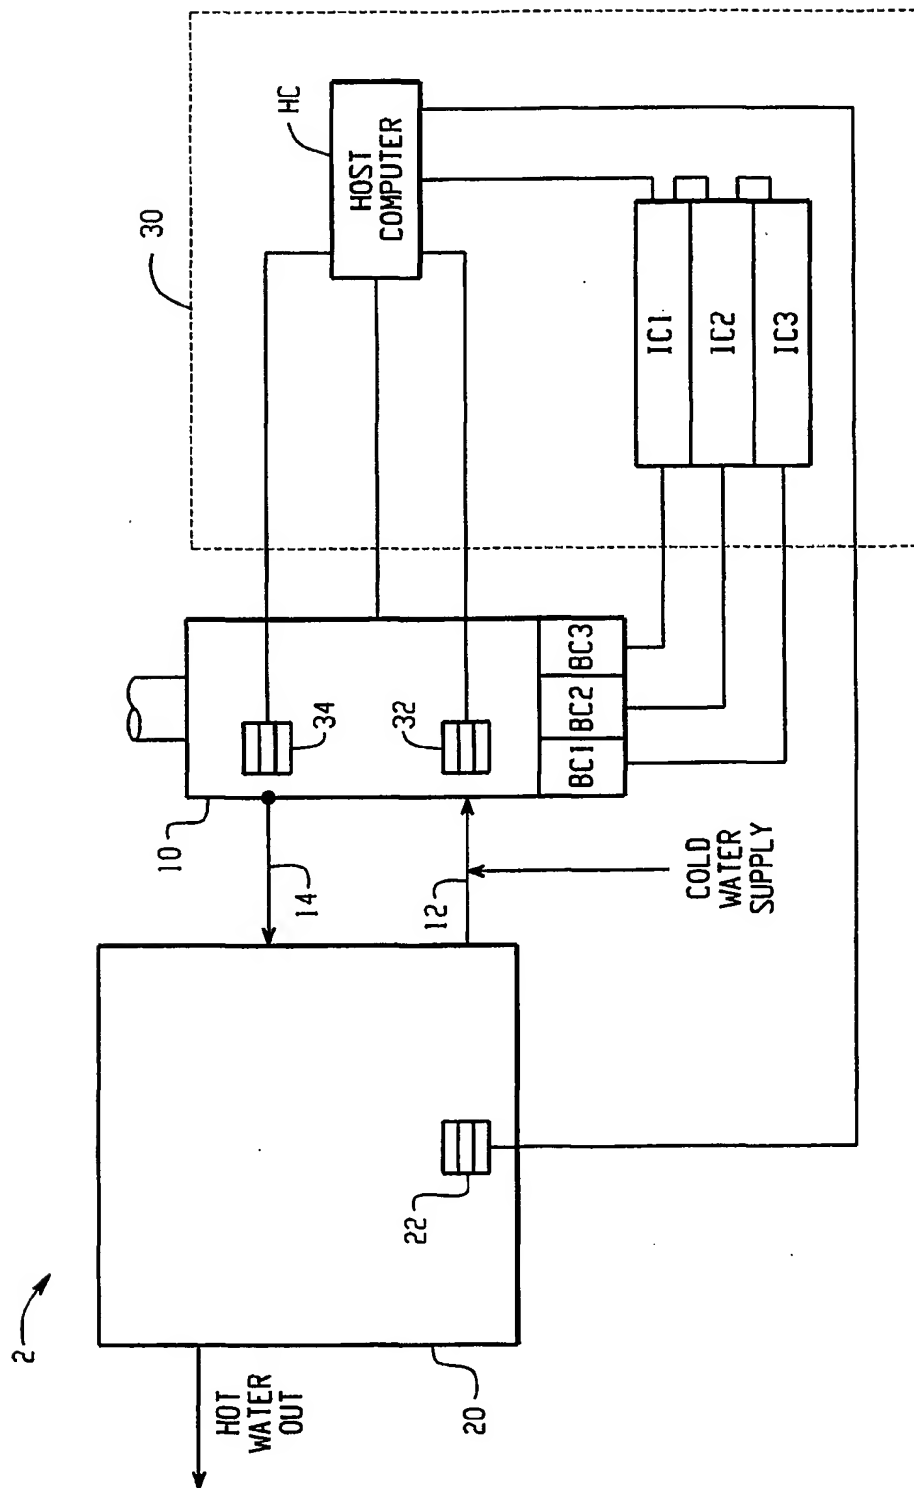 2
HOT
WATER
OUT
20
22
14
12
COLD
WATER
SUPPLY
10
34
32
BC1
BC2
BC3
30
HC
HOST
COMPUTER
IC1
IC2
IC3